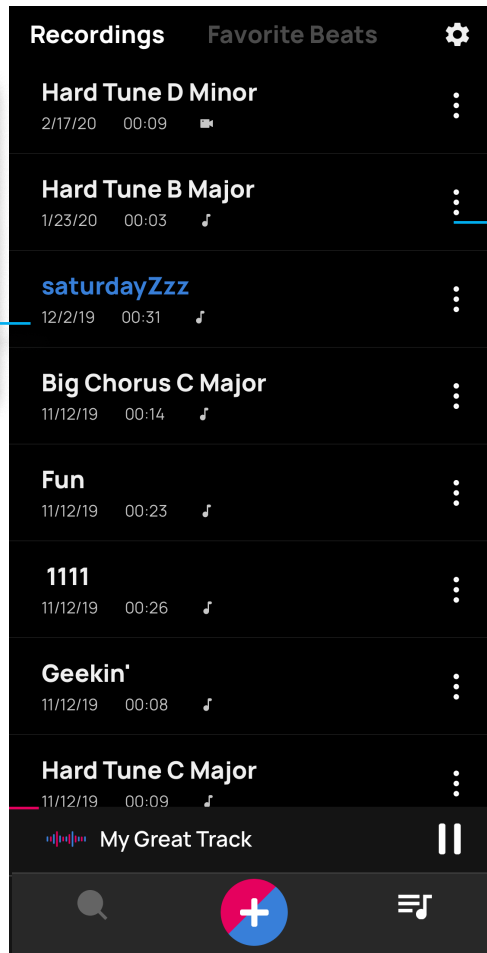 Recordings Favorite Beats
Hard Tune D Minor
2/17/20 00:09
Hard Tune B Major
1/23/20 00:03
saturdayZzz
12/2/19 00:31
Big Chorus C Major
11/12/19 00:14
Fun
11/12/19 00:23
1111
11/12/19 00:26
Geekin'
11/12/19 00:08
Hard Tune C Major
11/12/19 00:09
My Great Track